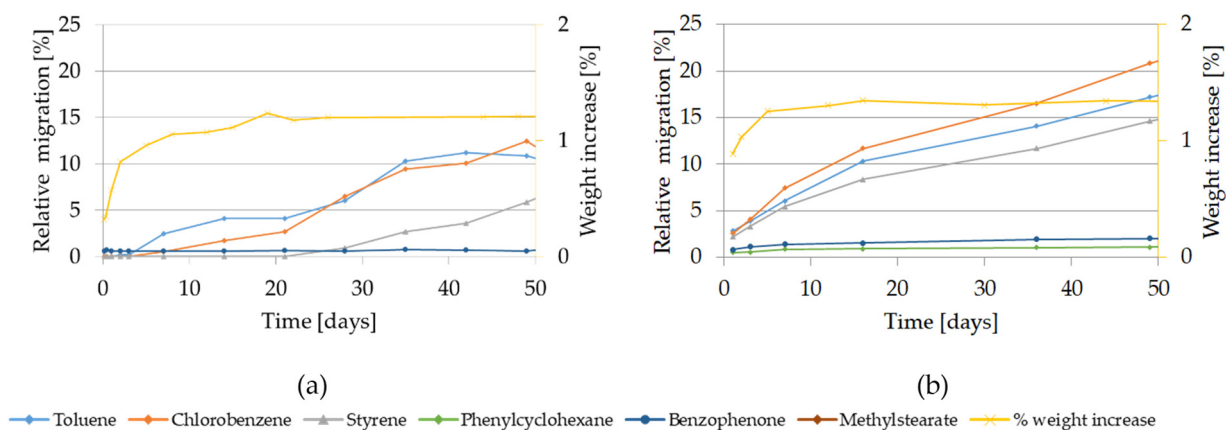 25
20
15
10
5
0
Relative migration [%]
2
1
0
Weight increase [%]
0 10 20 30 40 50
Time [days]
(a)
25
20
15
10
5
0
Relative migration [%]
2
1
0
Weight increase [%]
0 10 20 30 40 50
Time [days]
(b)
Toluene Chlorobenzene Styrene Phenylcyclohexane Benzophenone Methylstearate % weight increase